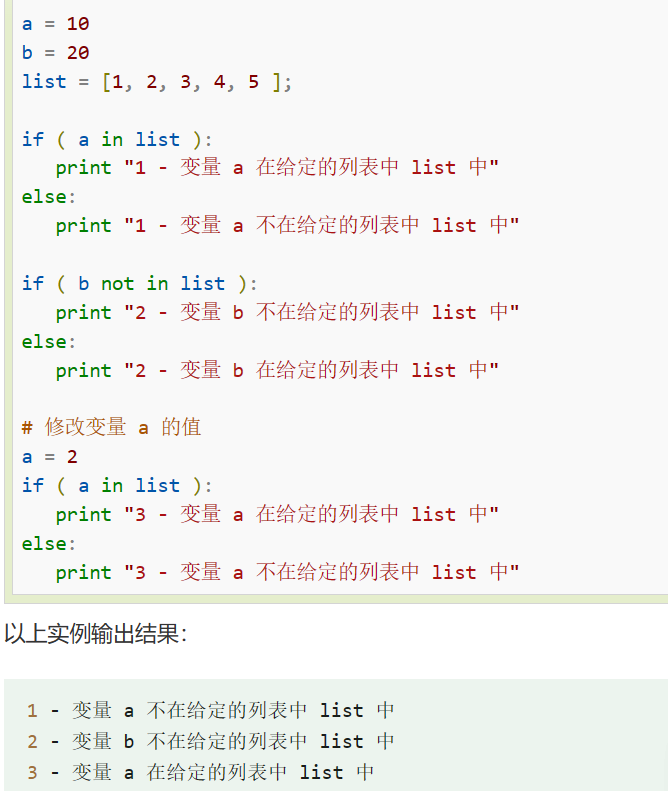 a = 10
b = 20
list = [1, 2, 3, 4, 5 ];
if ( a in list ):
print "1 - 变量 a 在给定的列表中 list 中"
else:
print "1 - 变量 a 不在给定的列表中 list 中"
if ( b not in list ):
print "2 - 变量 b 不在给定的列表中 list 中"
else:
print "2 - 变量 b 在给定的列表中 list 中"
# 修改变量 a 的值
a = 2
if ( a in list ):
print "3 - 变量 a 在给定的列表中 list 中"
else:
print "3 - 变量 a 不在给定的列表中 list 中"
以上实例输出结果：
1 - 变量 a 不在给定的列表中 list 中
2 - 变量 b 不在给定的列表中 list 中
3 - 变量 a 在给定的列表中 list 中